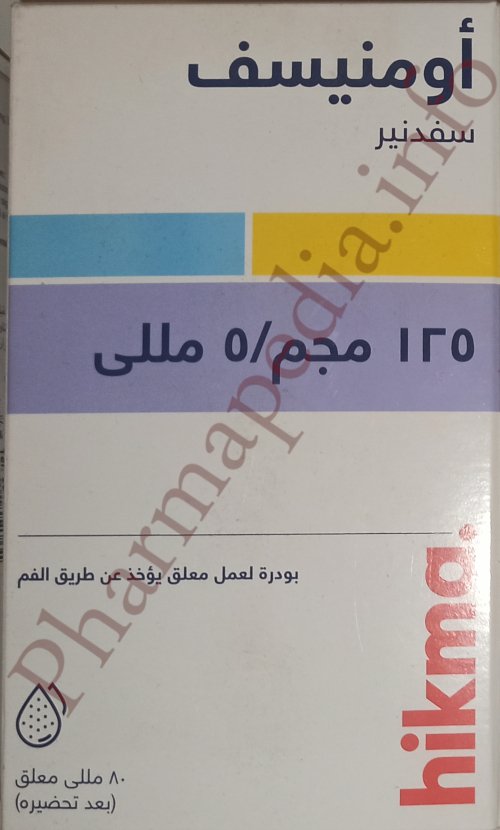 أومنيسف
سفدنير
١٢٥ مجم/٥ مللى
بودرة لعمل معلق يؤخذ عن طريق الفم
hikma.
٨٠ مللى معلق
(بعد تحضيره)
Pharmapedia.info